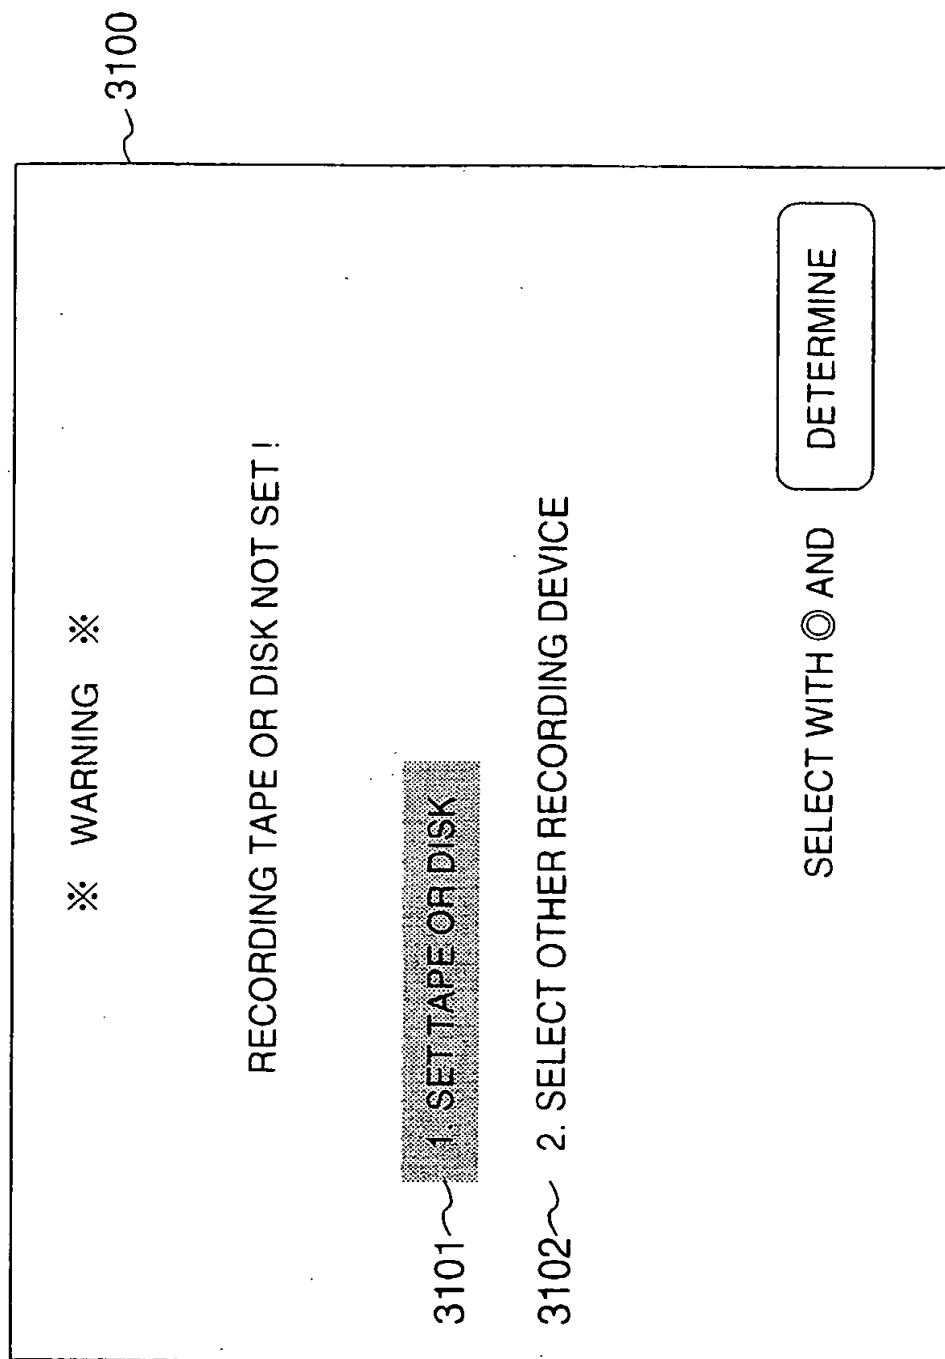 3100
※ WARNING ※
RECORDING TAPE OR DISK NOT SET !
3101 1. SET TAPE OR DISK
3102 2. SELECT OTHER RECORDING DEVICE
SELECT WITH ◎ AND DETERMINE